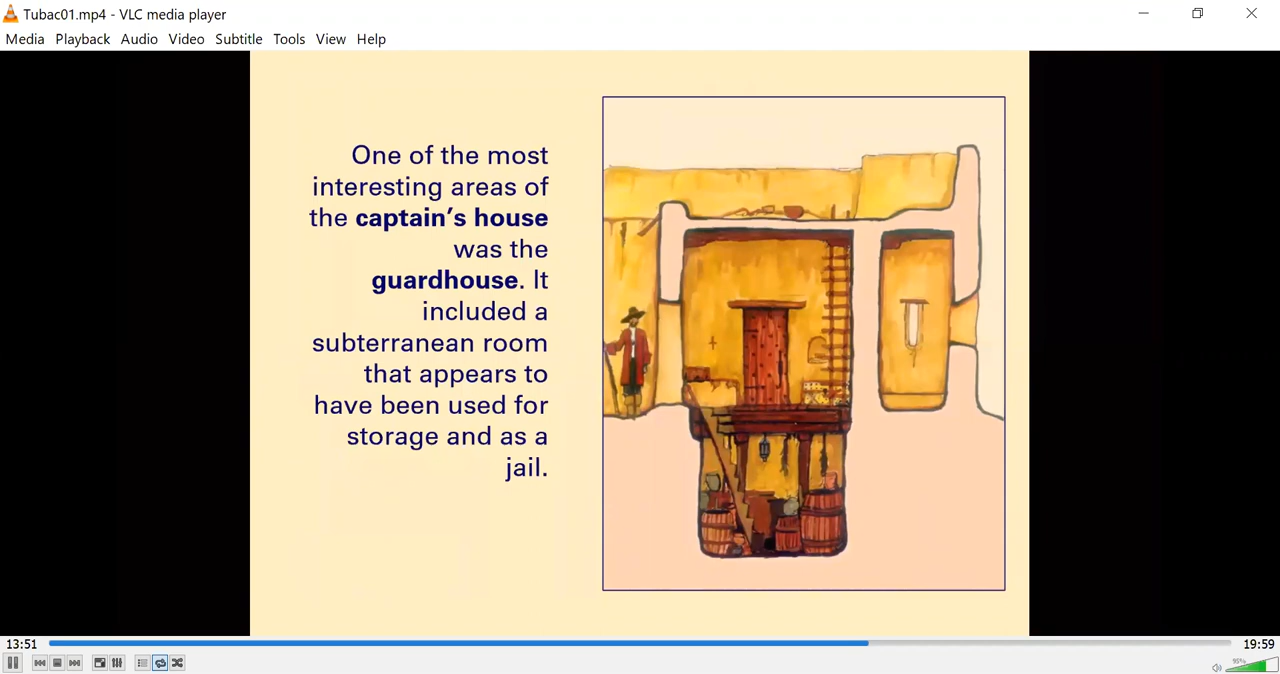 Tubac01.mp4 - VLC media player
Media Playback Audio Video Subtitle Tools View Help
One of the most
interesting areas of
the captain's house
was the
guardhouse. It
included a
subterranean room
that appears to
have been used for
storage and as a
jail.
13:51 19:59
95%